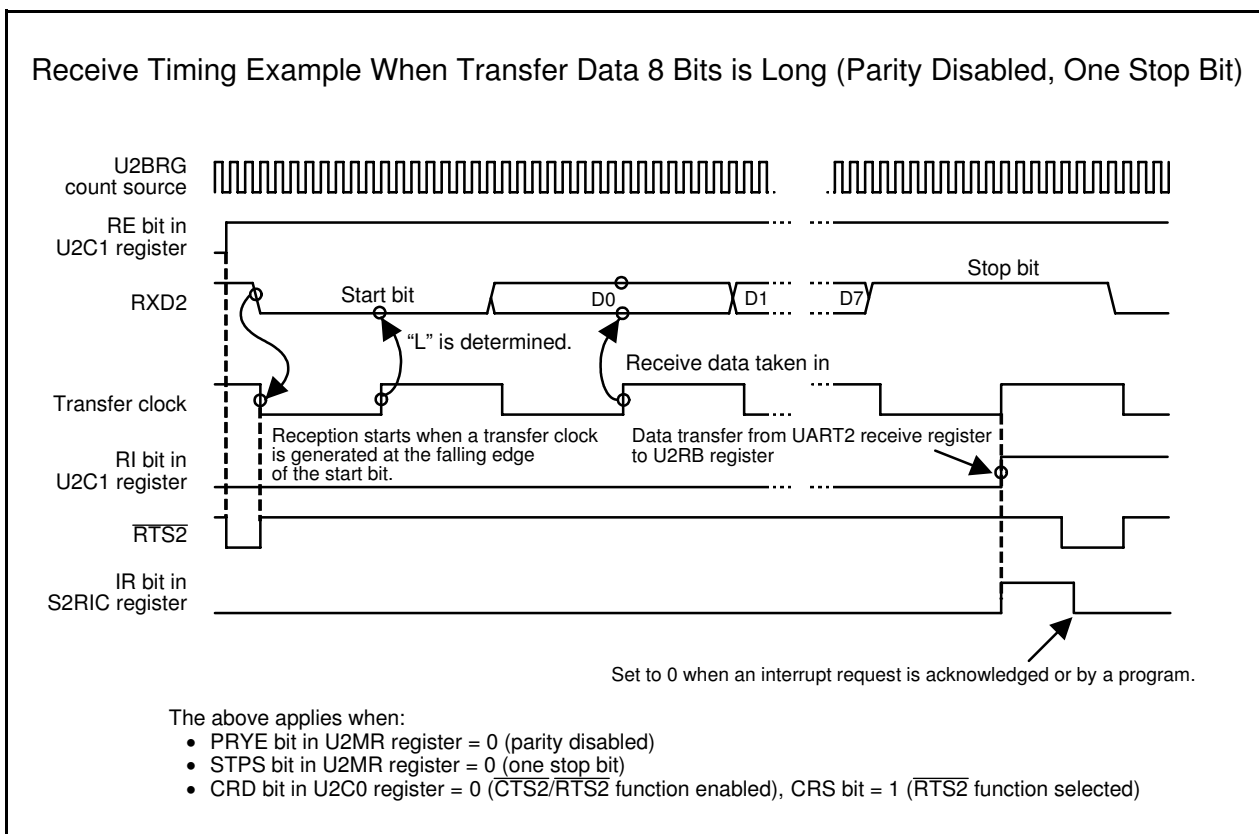 Receive Timing Example When Transfer Data 8 Bits is Long (Parity Disabled, One Stop Bit)
U2BRG
count source
RE bit in
U2C1 register
RXD2
Start bit
D0
D1
D7
Stop bit
“L” is determined.
Receive data taken in
Transfer clock
Reception starts when a transfer clock
is generated at the falling edge
of the start bit.
Data transfer from UART2 receive register
to U2RB register
RI bit in
U2C1 register
RTS2
IR bit in
S2RIC register
Set to 0 when an interrupt request is acknowledged or by a program.
The above applies when:
• PRYE bit in U2MR register = 0 (parity disabled)
• STPS bit in U2MR register = 0 (one stop bit)
• CRD bit in U2C0 register = 0 (CTS2/RTS2 function enabled), CRS bit = 1 (RTS2 function selected)